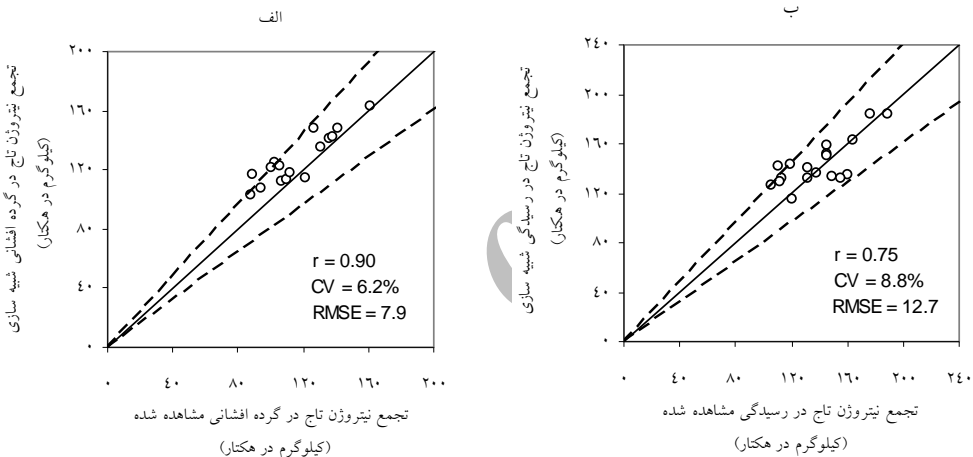 الف
تجمع نیتروژن تاج در گرده افشانی شبیه سازی
(کیلوگرم در هکتار)
۲۰۰
۱۶۰
۱۲۰
۸۰
۴۰
۰
r = 0.90
CV = 6.2%
RMSE = 7.9
۰ ۴۰ ۸۰ ۱۲۰ ۱۶۰ ۲۰۰
تجمع نیتروژن تاج در گرده افشانی مشاهده شده
(کیلوگرم در هکتار)
ب
تجمع نیتروژن تاج در رسیدگی شبیه سازی
(کیلوگرم در هکتار)
۲٤۰
۲۰۰
۱۶۰
۱۲۰
۸۰
٤۰
۰
r = 0.75
CV = 8.8%
RMSE = 12.7
۰ ٤۰ ۸۰ ۱۲۰ ۱۶۰ ۲۰۰ ۲٤۰
تجمع نیتروژن تاج در رسیدگی مشاهده شده
(کیلوگرم در هکتار)